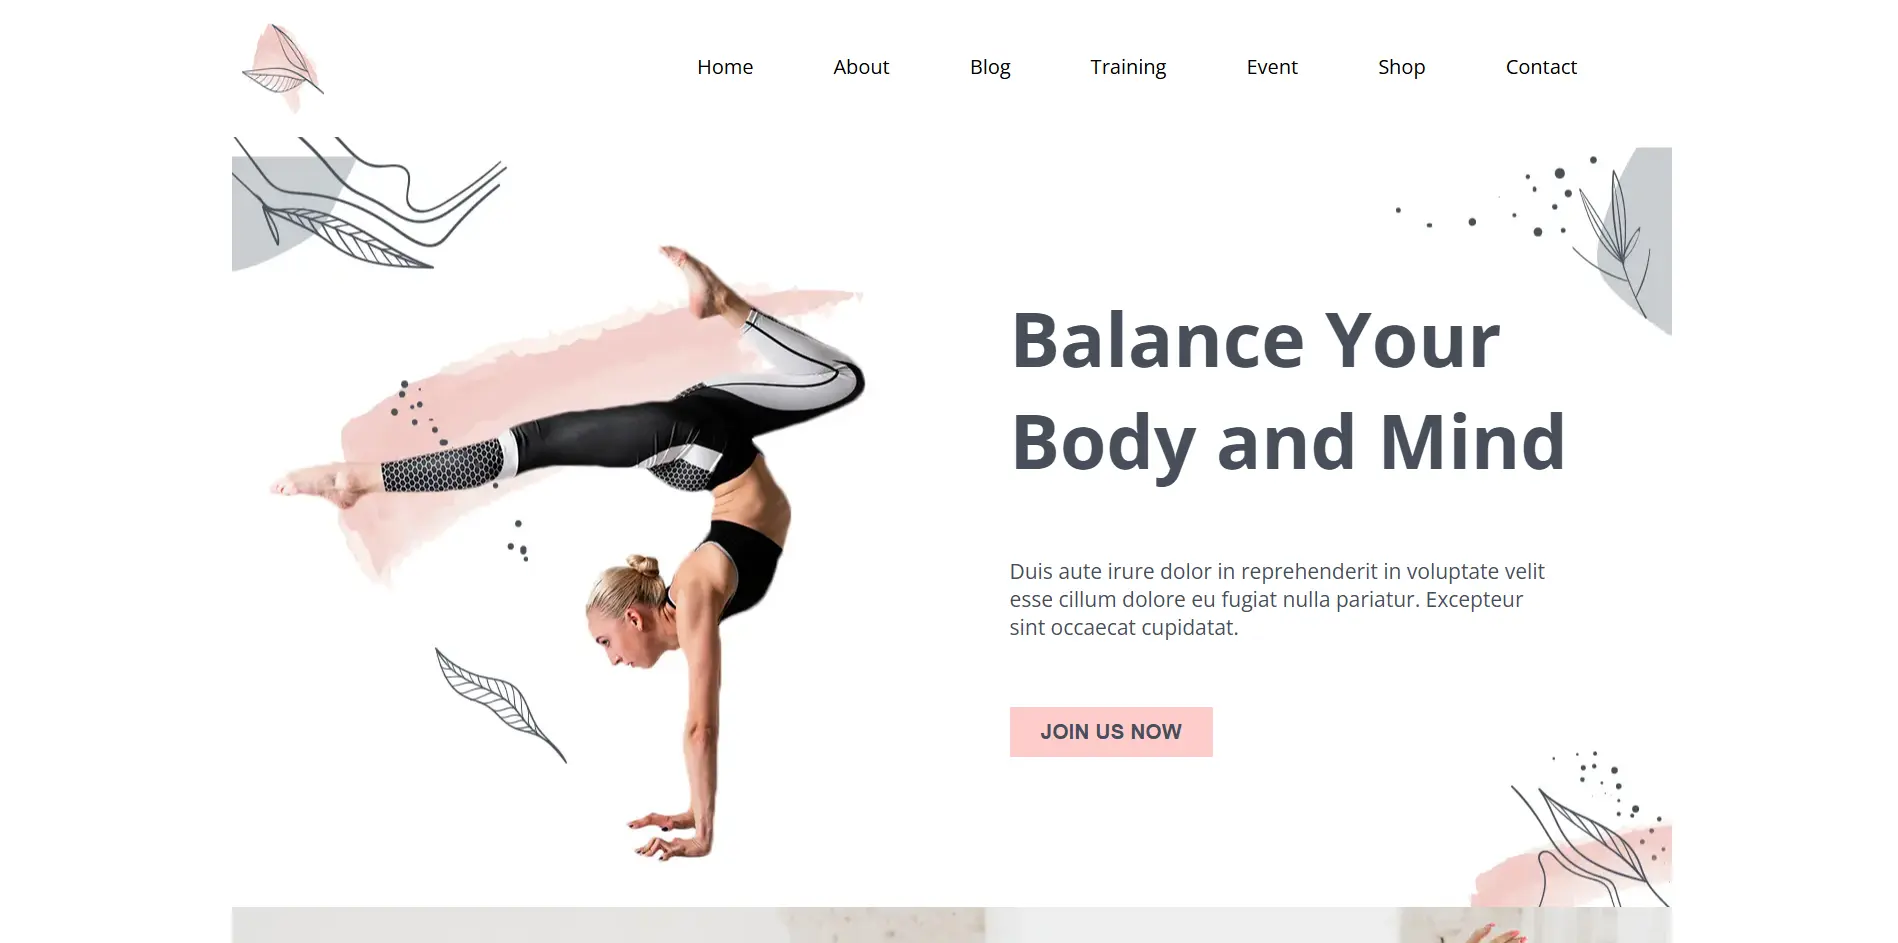 Home About Blog Training Event Shop Contact
Balance Your
Body and Mind
Duis aute irure dolor in reprehenderit in voluptate velit
esse cillum dolore eu fugiat nulla pariatur. Excepteur
sint occaecat cupidatat.
JOIN US NOW